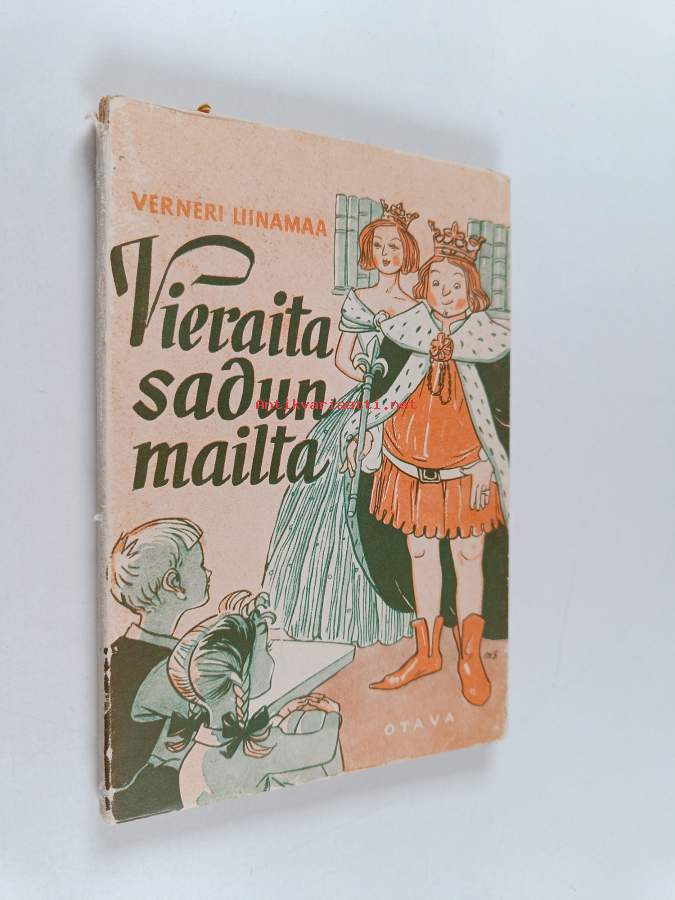 VERNERI LIINAMAA
Vieraita
sadun
mailta
Antikvariaatti.net
OTAVA